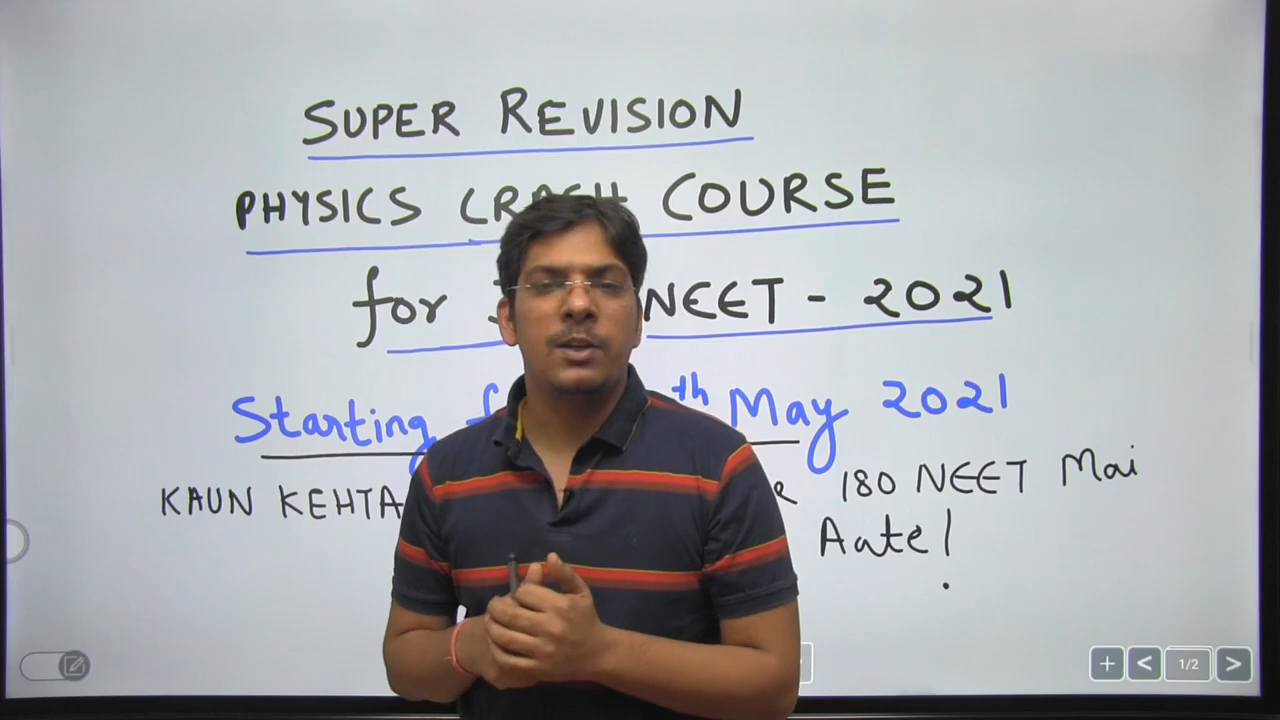 SUPER REVISION
PHYSICS CRASH COURSE
for NEET - 2021
Starting th May 2021
KAUN KEHTA 180 NEET Mai
Aate!
1/2